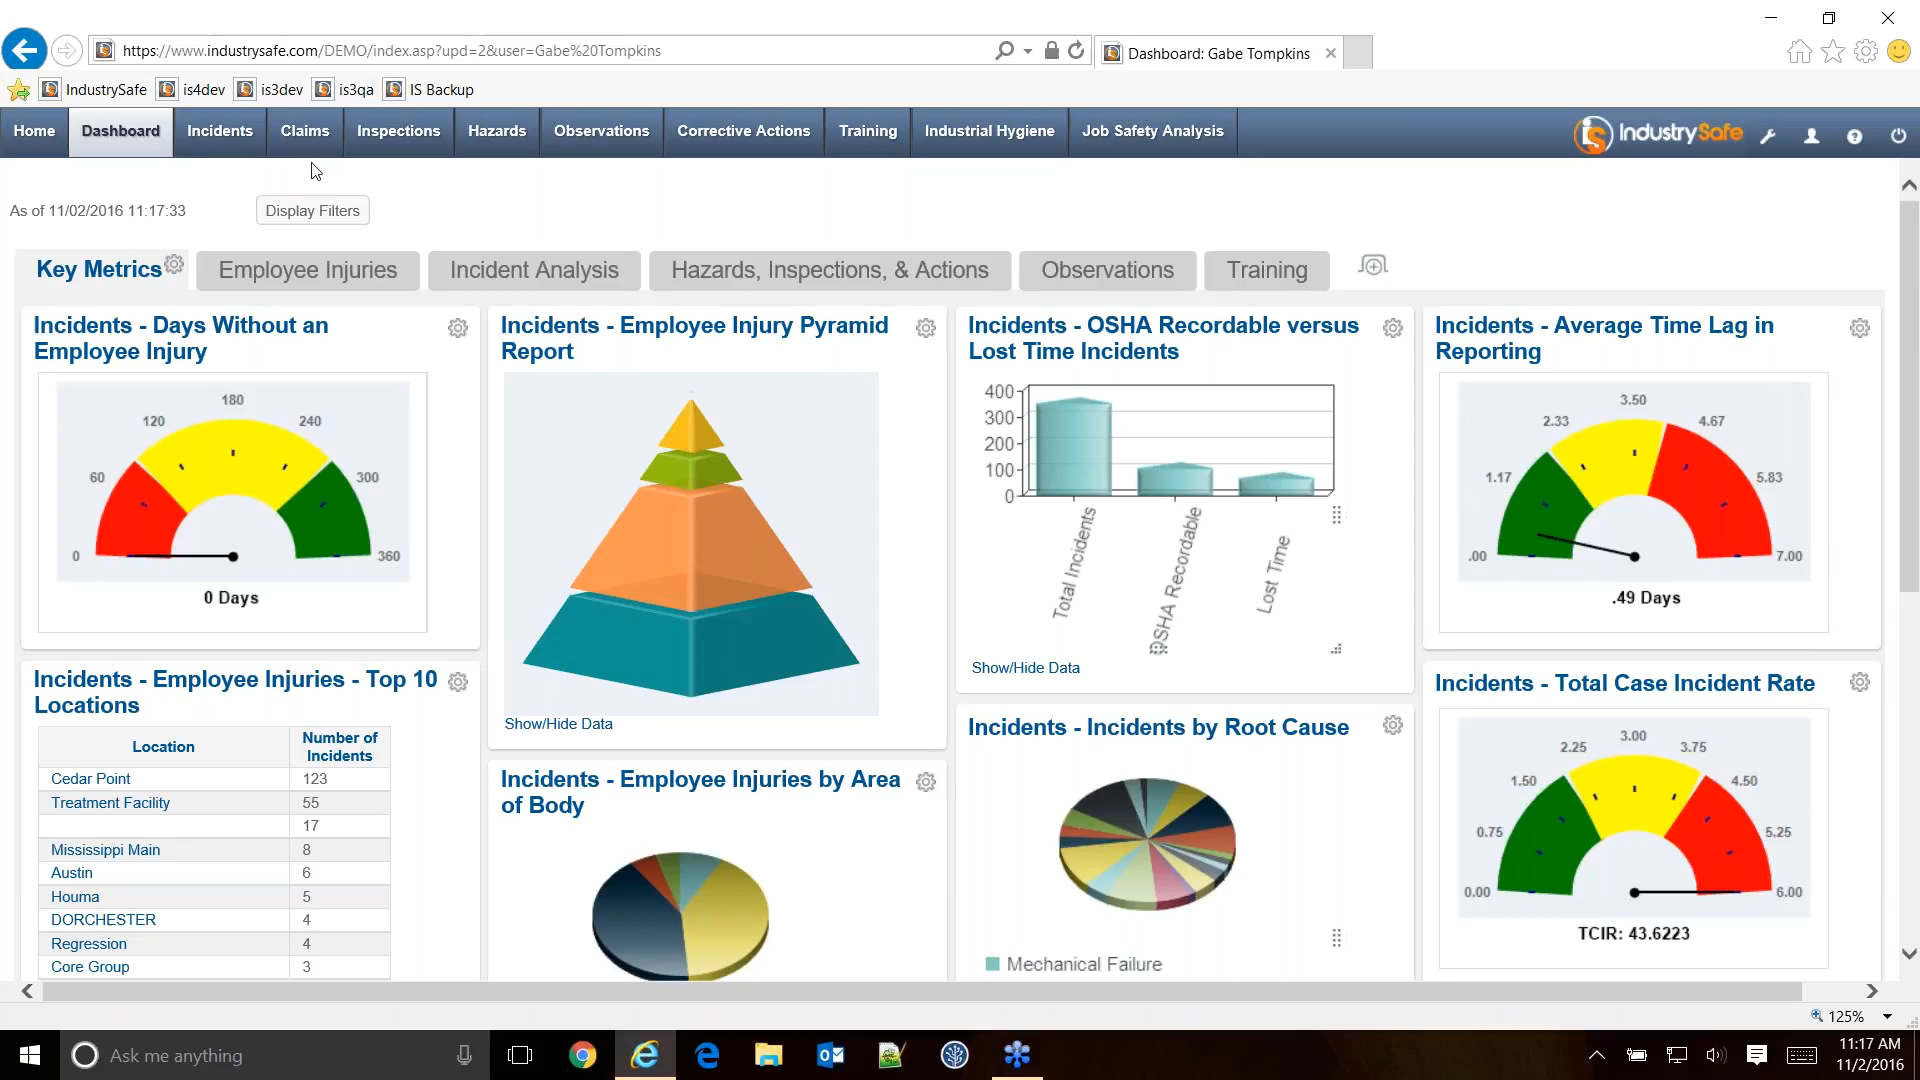 https://www.industrysafe.com/DEMO/index.asp?upd=2&user=Gabe%20Tompkins
Dashboard: Gabe Tompkins
IndustrySafe is4dev is3dev is3qa IS Backup
Home Dashboard Incidents Claims Inspections Hazards Observations Corrective Actions Training Industrial Hygiene Job Safety Analysis
IndustrySafe
As of 11/02/2016 11:17:33
Display Filters
Key Metrics Employee Injuries Incident Analysis Hazards, Inspections, & Actions Observations Training
Incidents - Days Without an
Employee Injury
0
60
120
180
240
300
360
0 Days
Incidents - Employee Injury Pyramid
Report
Show/Hide Data
Incidents - OSHA Recordable versus
Lost Time Incidents
400
300
200
100
0
Total Incidents
OSHA Recordable
Lost Time
Show/Hide Data
Incidents - Average Time Lag in
Reporting
.00
1.17
2.33
3.50
4.67
5.83
7.00
.49 Days
Incidents - Employee Injuries - Top 10
Locations
Location Number of
Incidents
Cedar Point 123
Treatment Facility 55
17
Mississippi Main 8
Austin 6
Houma 5
DORCHESTER 4
Regression 4
Core Group 3
Incidents - Employee Injuries by Area
of Body
Incidents - Incidents by Root Cause
Mechanical Failure
Incidents - Total Case Incident Rate
0.00
0.75
1.50
2.25
3.00
3.75
4.50
5.25
6.00
TCIR: 43.6223
125%
Ask me anything
11:17 AM
11/2/2016